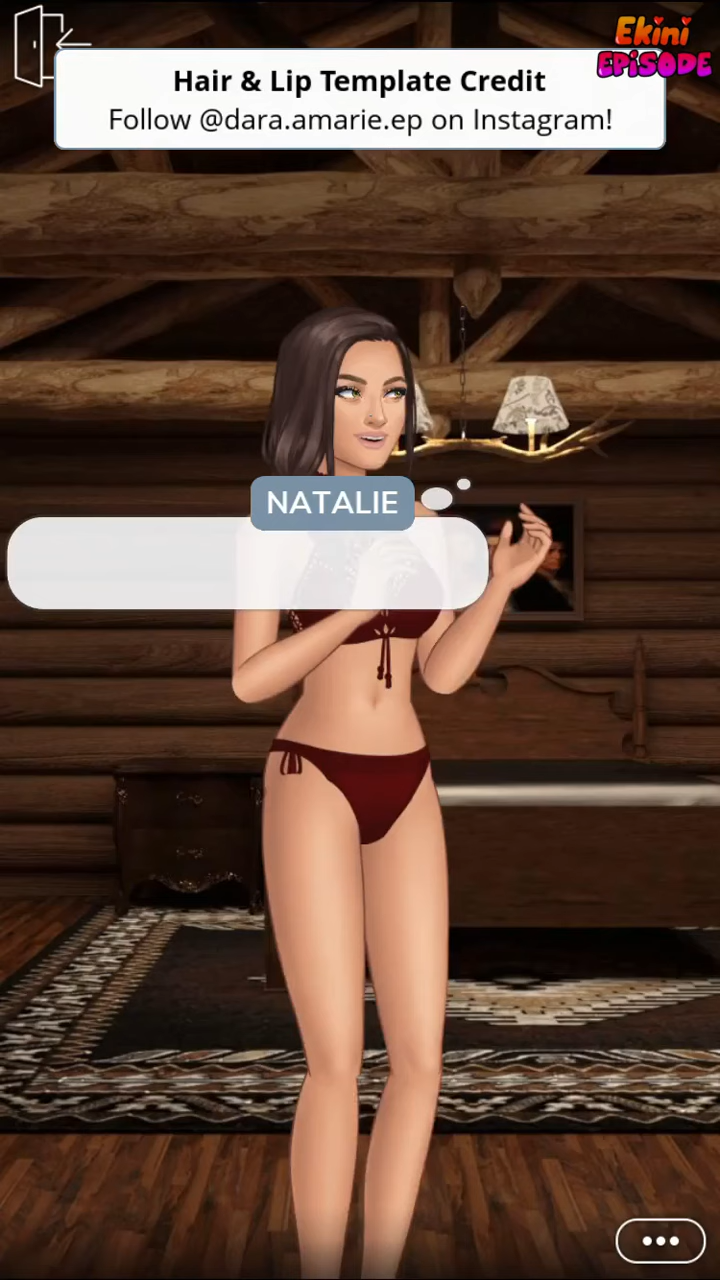 Ekini
EPISODE
Hair & Lip Template Credit
Follow @dara.amarie.ep on Instagram!
NATALIE